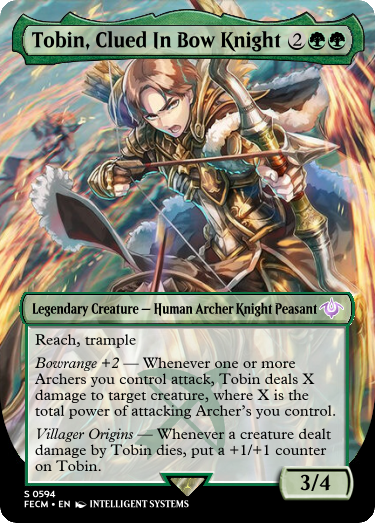 Tobin, Clued In Bow Knight 2
Legendary Creature — Human Archer Knight Peasant
Reach, trample
Bowrange +2 — Whenever one or more
Archers you control attack, Tobin deals X
damage to target creature, where X is the
total power of attacking Archer's you control.
Villager Origins — Whenever a creature dealt
damage by Tobin dies, put a +1/+1 counter
on Tobin.
3/4
S 0594
FECM • EN INTELLIGENT SYSTEMS